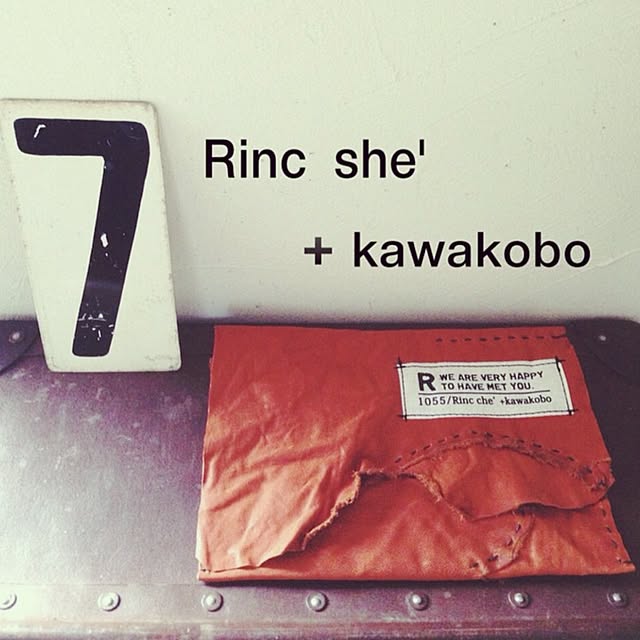 7
Rinc she'
+ kawakobo
R WE ARE VERY HAPPY
TO HAVE MET YOU.
1055/Rinc che' +kawakobo